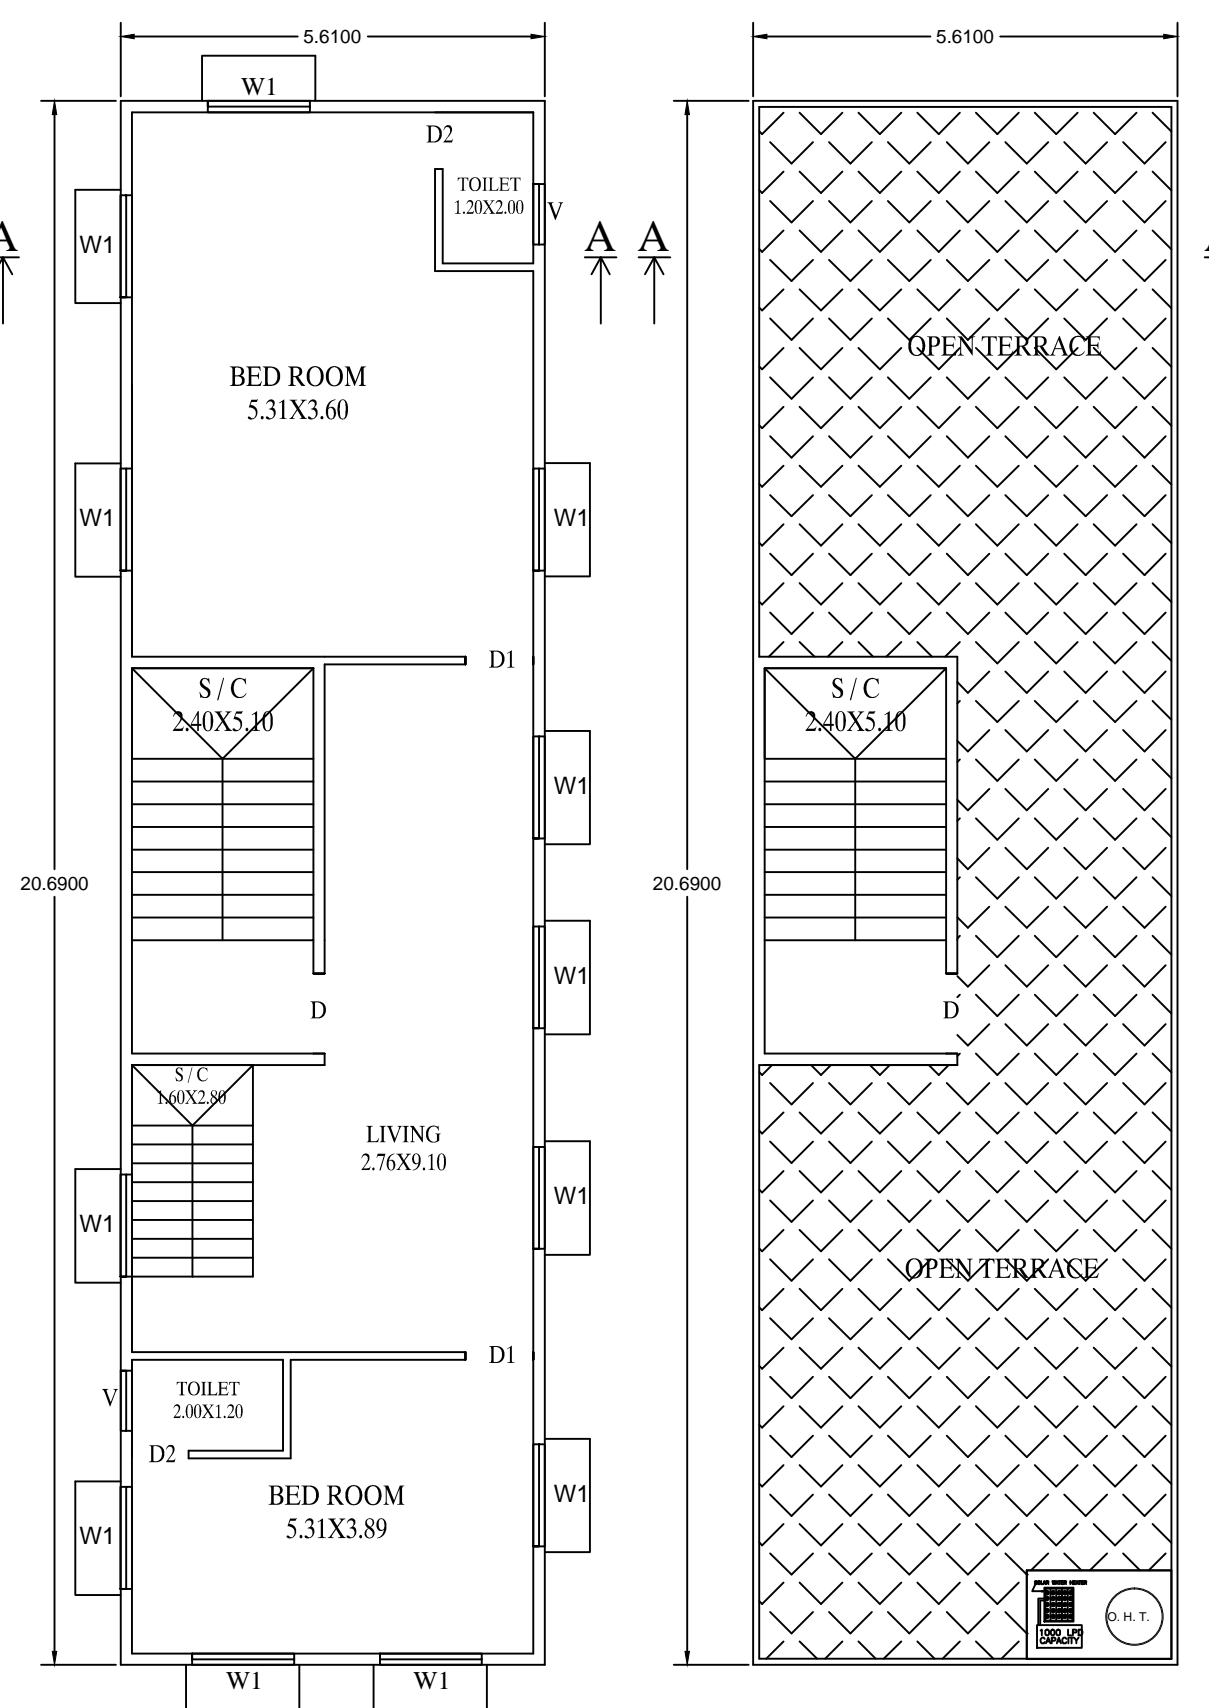 5.6100
W1
D2
TOILET
1.20X2.00
V
W1
A
A
BED ROOM
5.31X3.60
W1
W1
D1
S / C
2.40X5.10
W1
20.6900
W1
D
S / C
1.60X2.80
LIVING
2.76X9.10
W1
W1
D1
TOILET
2.00X1.20
V
D2
BED ROOM
5.31X3.89
W1
W1
W1
W1
5.6100
A
A
OPEN TERRACE
S / C
2.40X5.10
20.6900
D
OPEN TERRACE
SOLAR WATER HEATER
1000 LPD
CAPACITY
O. H. T.